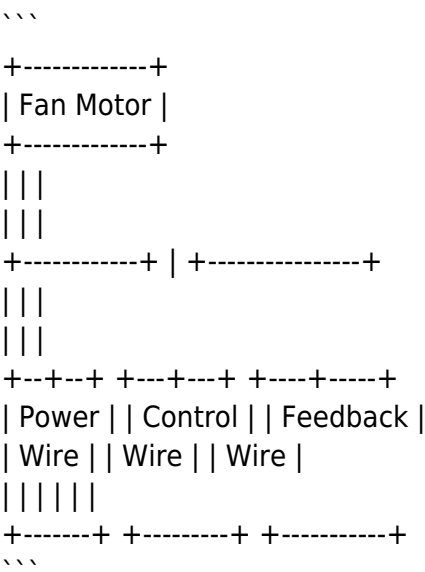 ```
+-------------+
| Fan Motor |
+-------------+
| | |
| | |
+------------+ | +---------------+
| | |
| | |
+--+--+ +---+---+ +----+-----+
| Power | | Control | | Feedback |
| Wire | | Wire | | Wire |
| | | | | |
+-------+ +---------+ +-----------+
```